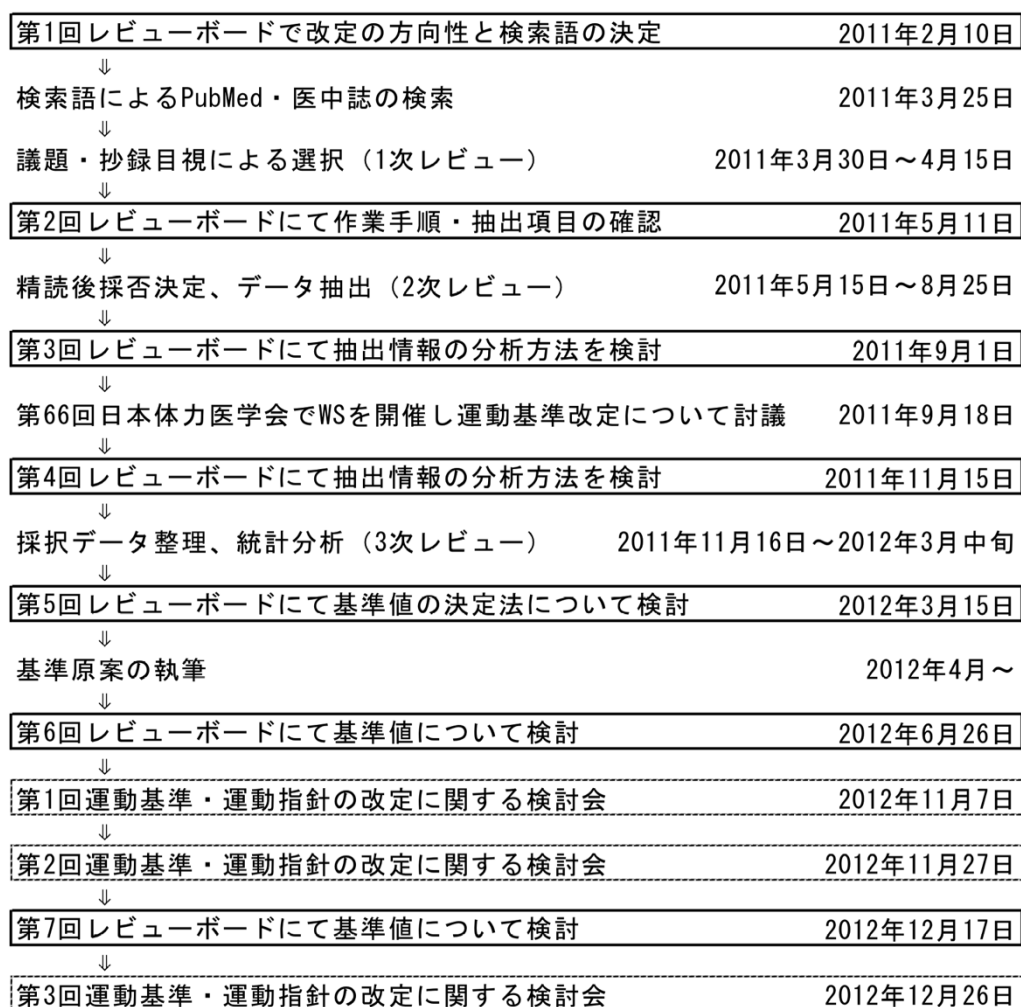 第1回レビューボードで改定の方向性と検索語の決定 2011年2月10日
⇓
検索語によるPubMed・医中誌の検索 2011年3月25日
⇓
議題・抄録目視による選択（1次レビュー） 2011年3月30日～4月15日
⇓
第2回レビューボードにて作業手順・抽出項目の確認 2011年5月11日
⇓
精読後採否決定、データ抽出（2次レビュー） 2011年5月15日～8月25日
⇓
第3回レビューボードにて抽出情報の分析方法を検討 2011年9月1日
⇓
第66回日本体力医学会でWSを開催し運動基準改定について討議 2011年9月18日
⇓
第4回レビューボードにて抽出情報の分析方法を検討 2011年11月15日
⇓
採択データ整理、統計分析（3次レビュー） 2011年11月16日～2012年3月中旬
⇓
第5回レビューボードにて基準値の決定法について検討 2012年3月15日
⇓
基準原案の執筆 2012年4月～
⇓
第6回レビューボードにて基準値について検討 2012年6月26日
⇓
第1回運動基準・運動指針の改定に関する検討会 2012年11月7日
⇓
第2回運動基準・運動指針の改定に関する検討会 2012年11月27日
⇓
第7回レビューボードにて基準値について検討 2012年12月17日
⇓
第3回運動基準・運動指針の改定に関する検討会 2012年12月26日